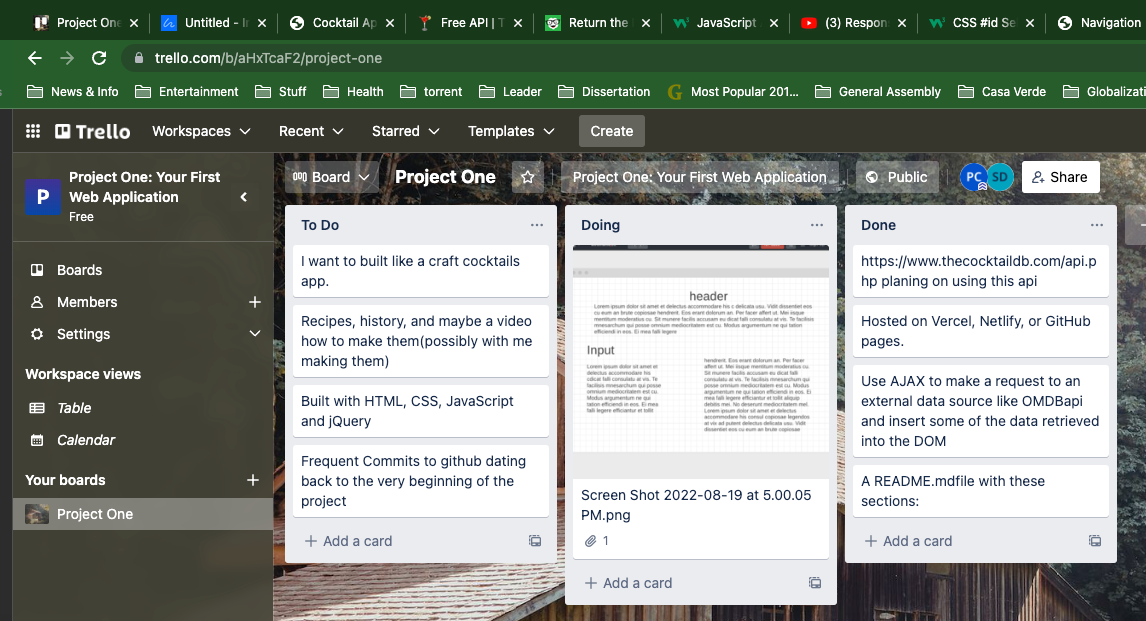 Project One
Untitled - In
Cocktail Ap
Free API | T
Return the
JavaScript
(3) Respon
CSS #id Se
Navigation
trello.com/b/aHxTcaF2/project-one
News & Info
Entertainment
Stuff
Health
torrent
Leader
Dissertation
Most Popular 201...
General Assembly
Casa Verde
Globalizati
Trello
Workspaces
Recent
Starred
Templates
Create
P
Project One: Your First
Web Application
Free
Boards
Members
Settings
Workspace views
Table
Calendar
Your boards
Project One
Board
Project One
Project One: Your First Web Application
Public
PC
SD
Share
To Do
I want to built like a craft cocktails
app.
Recipes, history, and maybe a video
how to make them(possibly with me
making them)
Built with HTML, CSS, JavaScript
and jQuery
Frequent Commits to github dating
back to the very beginning of the
project
Add a card
Doing
header
Input
Screen Shot 2022-08-19 at 5.00.05
PM.png
1
Add a card
Done
https://www.thecocktaildb.com/api.p
hp planing on using this api
Hosted on Vercel, Netlify, or GitHub
pages.
Use AJAX to make a request to an
external data source like OMDBapi
and insert some of the data retrieved
into the DOM
A README.mdfile with these
sections:
Add a card